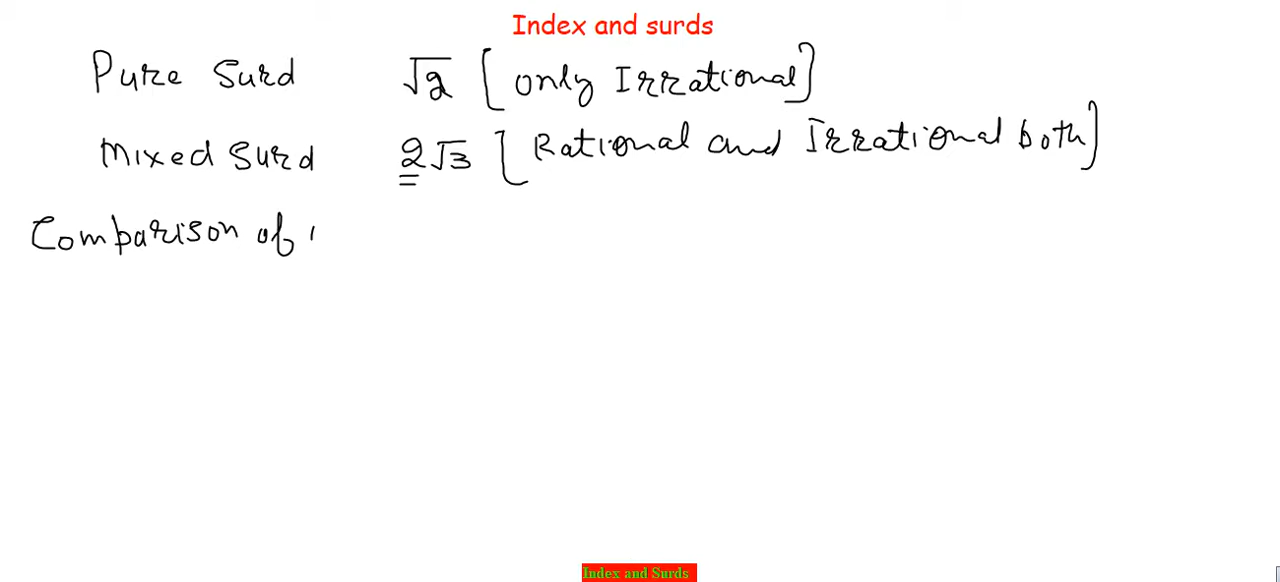 Index and surds
Pure Surd √2 [only Irrational]
Mixed Surd 2√3 [Rational and Irrational both]
Comparison of
Index and Surds